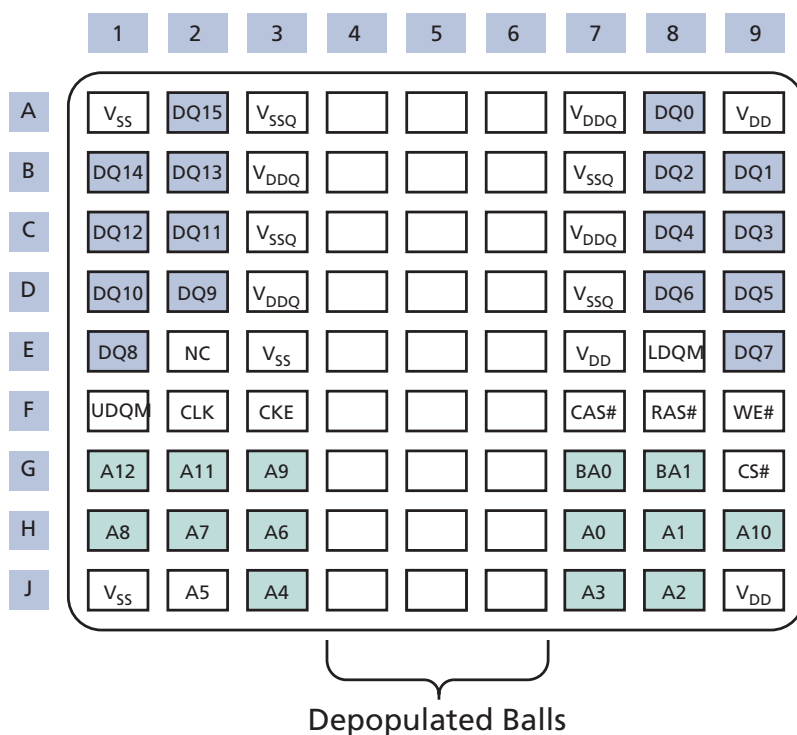 1 2 3 4 5 6 7 8 9
A VSS DQ15 VSSQ VDDQ DQ0 VDD
B DQ14 DQ13 VDDQ VSSQ DQ2 DQ1
C DQ12 DQ11 VSSQ VDDQ DQ4 DQ3
D DQ10 DQ9 VDDQ VSSQ DQ6 DQ5
E DQ8 NC VSS VDD LDQM DQ7
F UDQM CLK CKE CAS# RAS# WE#
G A12 A11 A9 BA0 BA1 CS#
H A8 A7 A6 A0 A1 A10
J VSS A5 A4 A3 A2 VDD
Depopulated Balls